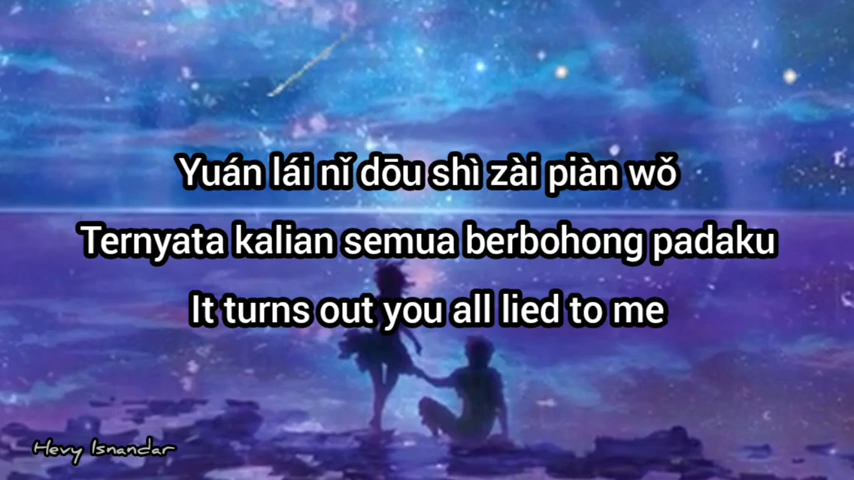 Yuán lái nǐ dōu shì zài piàn wǒ
Ternyata kalian semua berbohong padaku
It turns out you all lied to me
Hevy Isnandar